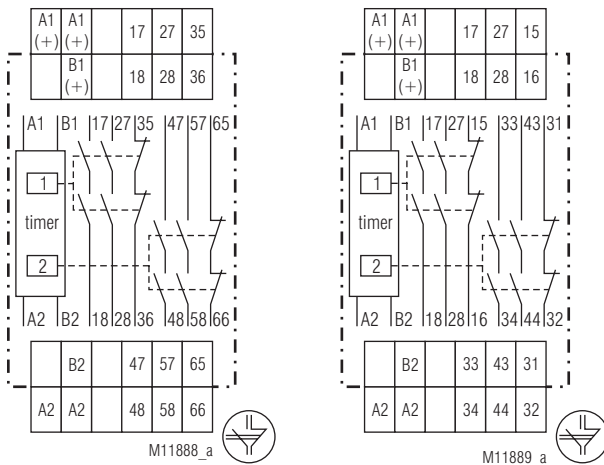 A1 A1 17 27 35
(+) (+)
B1 18 28 36
(+)
A1 B1 17 27 35 47 57 65
1
timer
2
A2 B2 18 28 36 48 58 66
B2 47 57 65
A2 A2 48 58 66
M11888_a
A1 A1 17 27 15
(+) (+)
B1 18 28 16
(+)
A1 B1 17 27 15 33 43 31
1
timer
2
A2 B2 18 28 16 34 44 32
B2 33 43 31
A2 A2 34 44 32
M11889_a